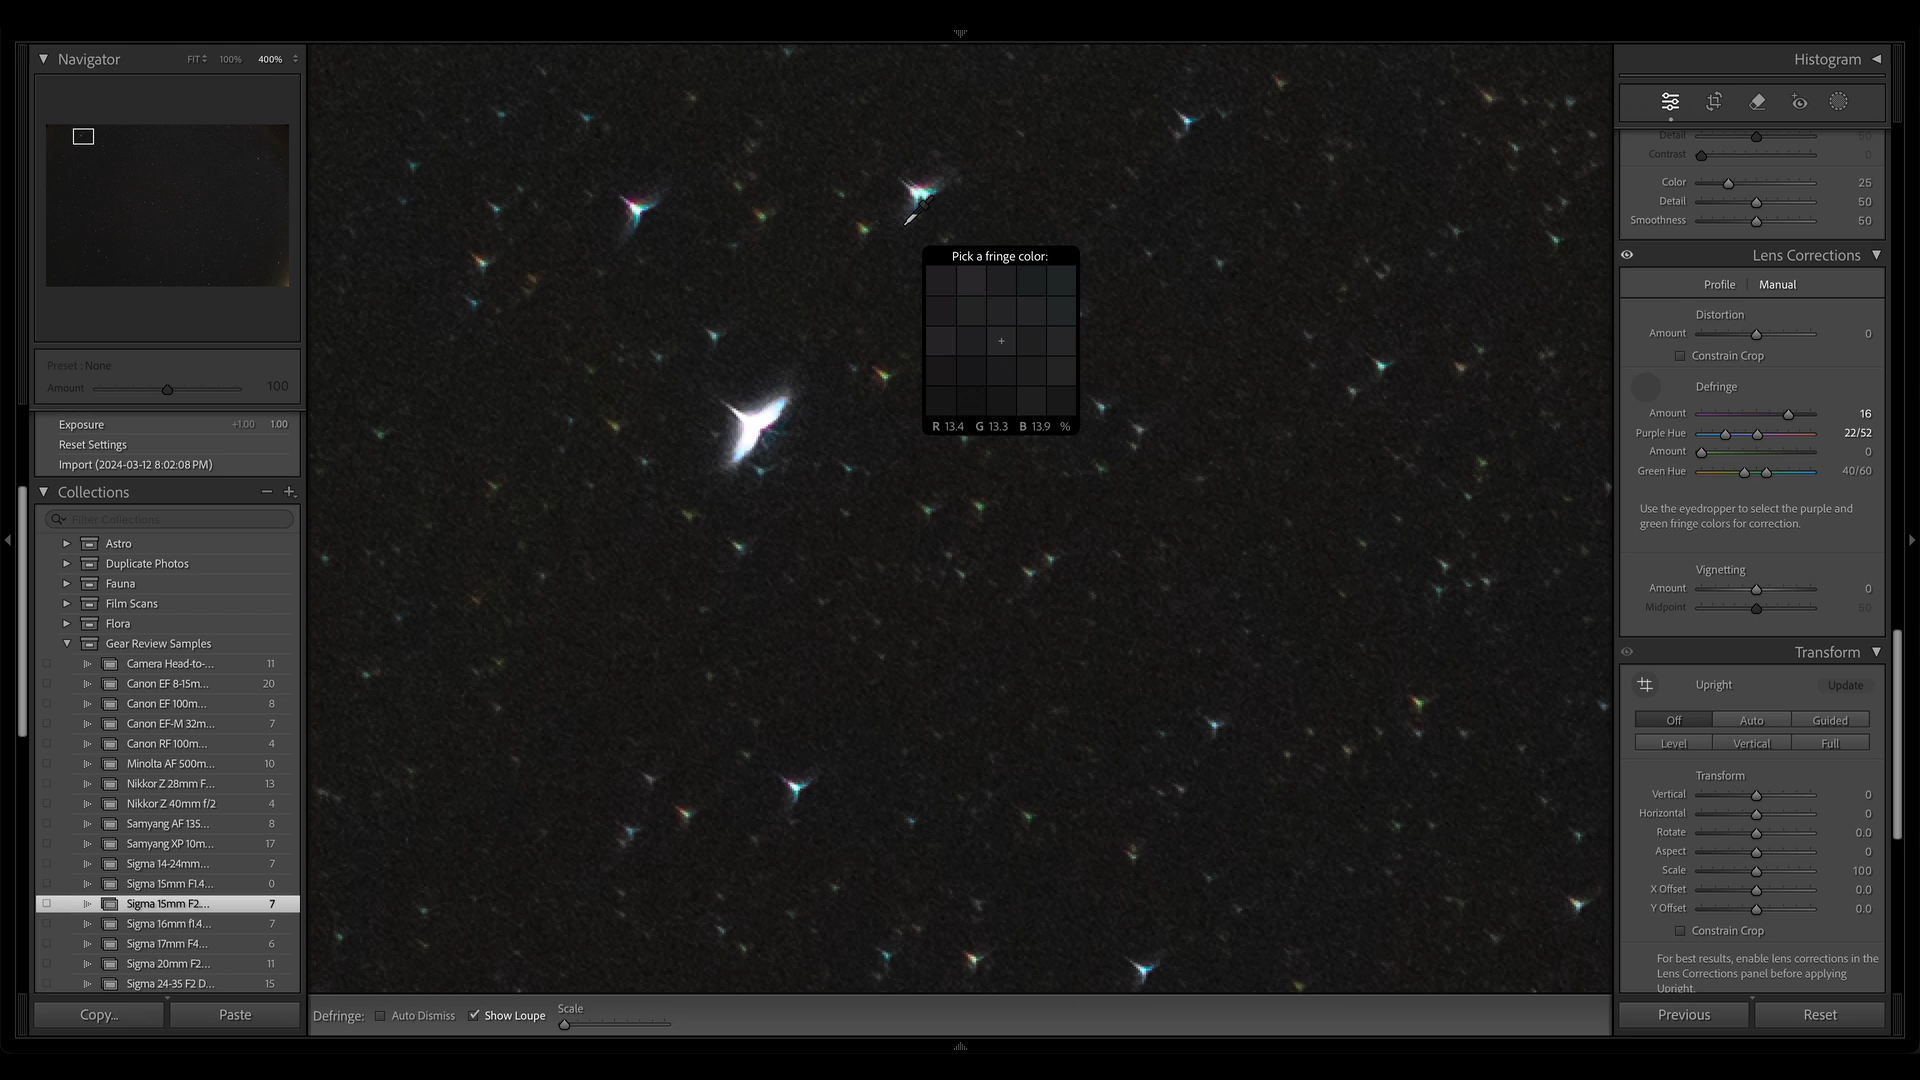 Navigator
FIT 100% 400%
Preset : None
Amount 100
Exposure +1.00 1.00
Reset Settings
Import (2024-03-12 8:02:08 PM)
Collections
Filter Collections
Astro
Duplicate Photos
Fauna
Film Scans
Flora
Gear Review Samples
Camera Head-to-... 11
Canon EF 8-15m... 20
Canon EF 100m... 8
Canon EF-M 32m... 7
Canon RF 100m... 4
Minolta AF 500m... 10
Nikkor Z 28mm F... 13
Nikkor Z 40mm f/2 4
Samyang AF 135... 8
Samyang XP 10m... 17
Sigma 14-24mm... 7
Sigma 15mm F1.4... 0
Sigma 15mm F2.... 7
Sigma 16mm f1.4... 7
Sigma 17mm F4... 6
Sigma 20mm F2... 11
Sigma 24-35 F2 D... 15
Copy... Paste
Pick a fringe color:
R 13.4 G 13.3 B 13.9 %
Defringe: Auto Dismiss Show Loupe Scale
Histogram
Detail 50
Contrast 0
Color 25
Detail 50
Smoothness 50
Lens Corrections
Profile Manual
Distortion
Amount 0
Constrain Crop
Defringe
Amount 16
Purple Hue 22/52
Amount 0
Green Hue 40/60
Use the eyedropper to select the purple and
green fringe colors for correction.
Vignetting
Amount 0
Midpoint 50
Transform
Upright Update
Off Auto Guided
Level Vertical Full
Transform
Vertical 0
Horizontal 0
Rotate 0.0
Aspect 0
Scale 100
X Offset 0.0
Y Offset 0.0
Constrain Crop
For best results, enable lens corrections in the
Lens Corrections panel before applying
Upright.
Previous Reset